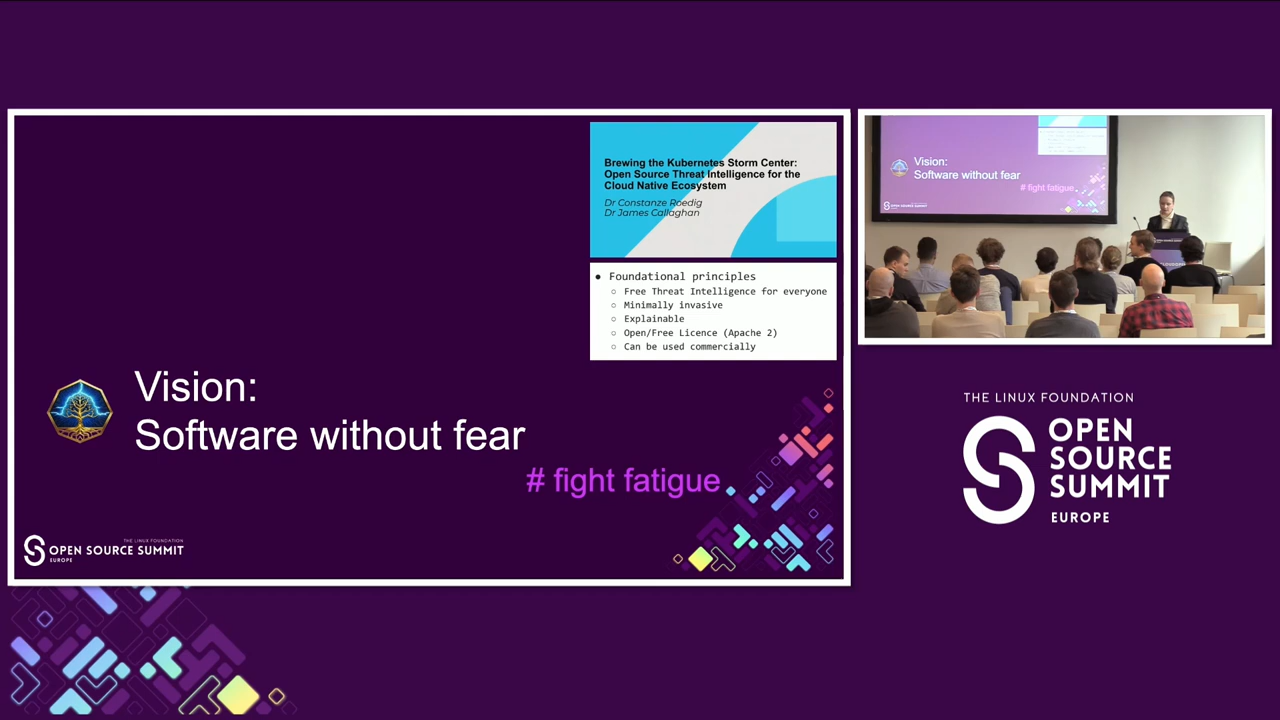 Brewing the Kubernetes Storm Center:
Open Source Threat Intelligence for the
Cloud Native Ecosystem
Dr Constanze Roedig
Dr James Callaghan
● Foundational principles
○ Free Threat Intelligence for everyone
○ Minimally invasive
○ Explainable
○ Open/Free Licence (Apache 2)
○ Can be used commercially
Vision:
Software without fear
# fight fatigue
THE LINUX FOUNDATION
OPEN SOURCE SUMMIT
EUROPE
Vision:
Software without fear
# fight fatigue
THE LINUX FOUNDATION
OPEN
SOURCE
SUMMIT
EUROPE